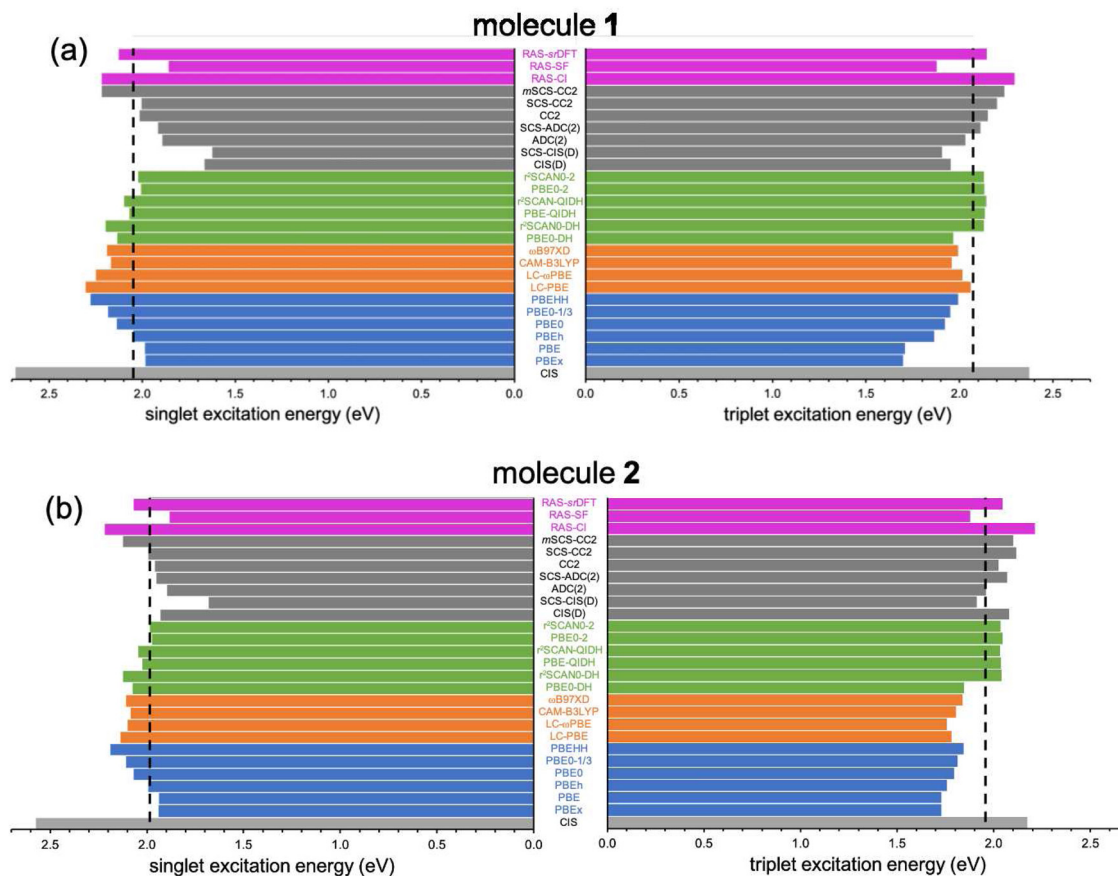 molecule 1
(a)
RAS-srDFT
RAS-SF
RAS-CI
mSCS-CC2
SCS-CC2
CC2
SCS-ADC(2)
ADC(2)
SCS-CIS(D)
CIS(D)
r²SCAN0-2
PBE0-2
r²SCAN-QIDH
PBE-QIDH
r²SCAN0-DH
PBE0-DH
ωB97XD
CAM-B3LYP
LC-ωPBE
LC-PBE
PBEHH
PBE0-1/3
PBE0
PBEh
PBE
PBEx
CIS
2.5 2.0 1.5 1.0 0.5 0.0 0.0 0.5 1.0 1.5 2.0 2.5
singlet excitation energy (eV) triplet excitation energy (eV)
molecule 2
(b)
RAS-srDFT
RAS-SF
RAS-CI
mSCS-CC2
SCS-CC2
CC2
SCS-ADC(2)
ADC(2)
SCS-CIS(D)
CIS(D)
r²SCAN0-2
PBE0-2
r²SCAN-QIDH
PBE-QIDH
r²SCAN0-DH
PBE0-DH
ωB97XD
CAM-B3LYP
LC-ωPBE
LC-PBE
PBEHH
PBE0-1/3
PBE0
PBEh
PBE
PBEx
CIS
2.5 2.0 1.5 1.0 0.5 0.0 0.0 0.5 1.0 1.5 2.0 2.5
singlet excitation energy (eV) triplet excitation energy (eV)